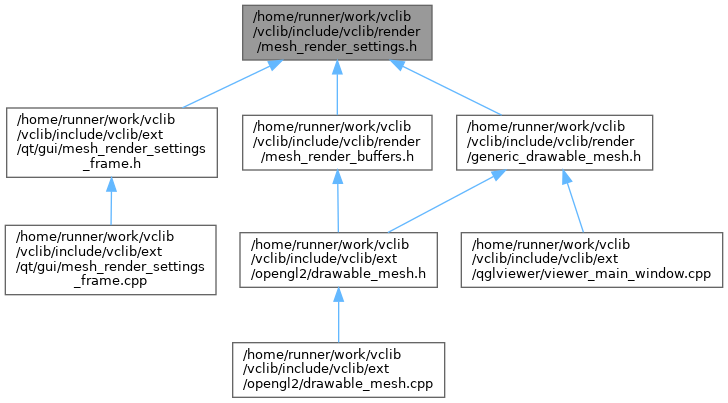 /home/runner/work/vclib
/vclib/include/vclib/render
/mesh_render_settings.h
/home/runner/work/vclib
/vclib/include/vclib/ext
/qt/gui/mesh_render_settings
_frame.h
/home/runner/work/vclib
/vclib/include/vclib/render
/mesh_render_buffers.h
/home/runner/work/vclib
/vclib/include/vclib/render
/generic_drawable_mesh.h
/home/runner/work/vclib
/vclib/include/vclib/ext
/qt/gui/mesh_render_settings
_frame.cpp
/home/runner/work/vclib
/vclib/include/vclib/ext
/opengl2/drawable_mesh.h
/home/runner/work/vclib
/vclib/include/vclib/ext
/qglviewer/viewer_main_window.cpp
/home/runner/work/vclib
/vclib/include/vclib/ext
/opengl2/drawable_mesh.cpp